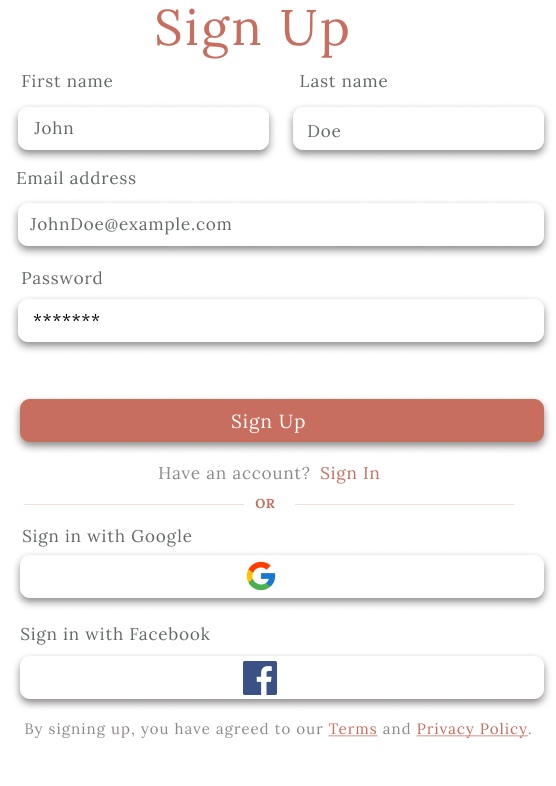 Sign Up
First name Last name
John Doe
Email address
JohnDoe@example.com
Password
*******
Sign Up
Have an account? Sign In
OR
Sign in with Google
Sign in with Facebook
By signing up, you have agreed to our Terms and Privacy Policy.